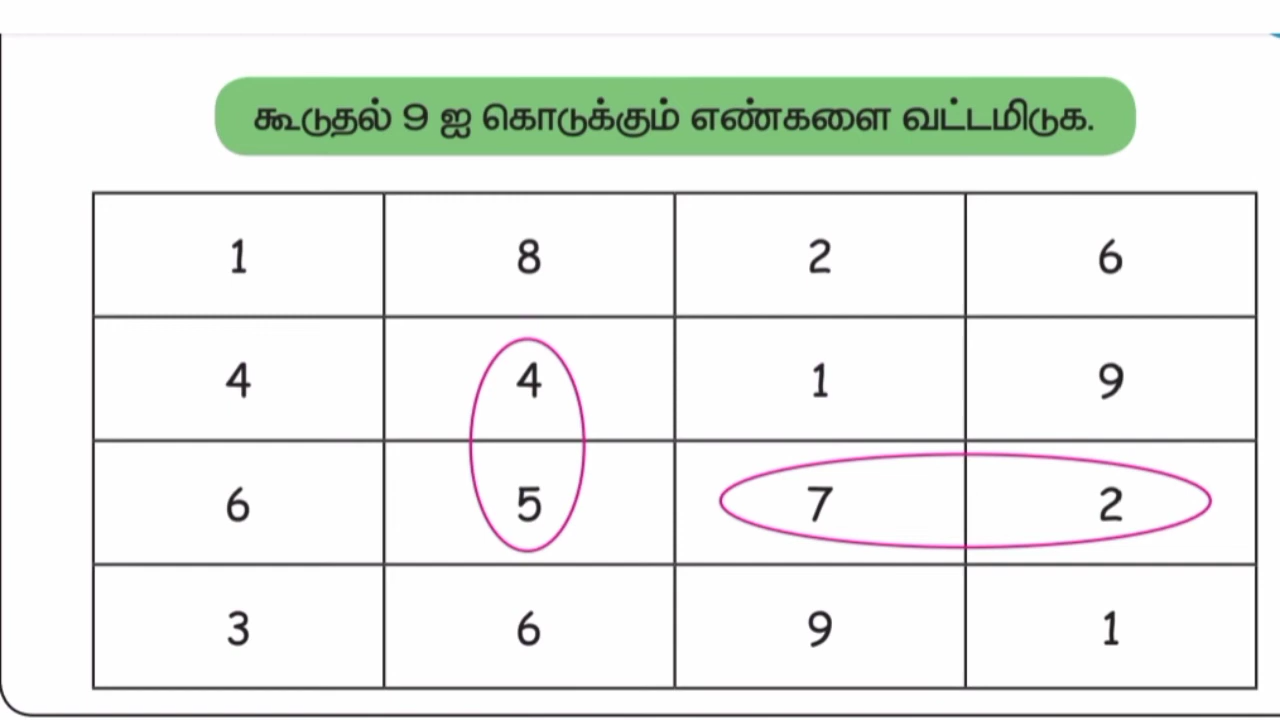 கூடுதல் 9 ஐ கொடுக்கும் எண்களை வட்டமிடுக.
1 8 2 6
4 4 1 9
6 5 7 2
3 6 9 1